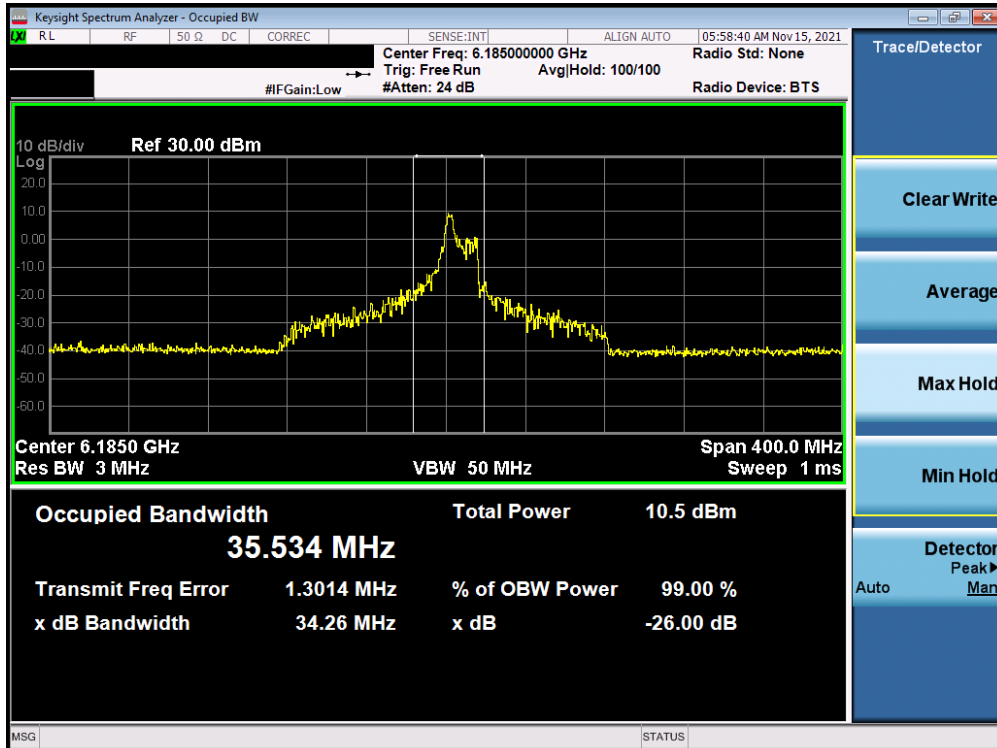 Keysight Spectrum Analyzer - Occupied BW
LXI RL RF 50 Ω DC CORREC SENSE:INT ALIGN AUTO 05:58:40 AM Nov 15, 2021
Center Freq: 6.185000000 GHz Radio Std: None
Trig: Free Run Avg|Hold: 100/100
#IFGain:Low #Atten: 24 dB Radio Device: BTS
Trace/Detector
10 dB/div Ref 30.00 dBm
Log
20.0
10.0
0.00
-10.0
-20.0
-30.0
-40.0
-50.0
-60.0
Center 6.1850 GHz Span 400.0 MHz
Res BW 3 MHz VBW 50 MHz Sweep 1 ms
Occupied Bandwidth Total Power 10.5 dBm
35.534 MHz
Transmit Freq Error 1.3014 MHz % of OBW Power 99.00 %
x dB Bandwidth 34.26 MHz x dB -26.00 dB
Clear Write
Average
Max Hold
Min Hold
Detector
Peak▶
Auto Man
MSG STATUS